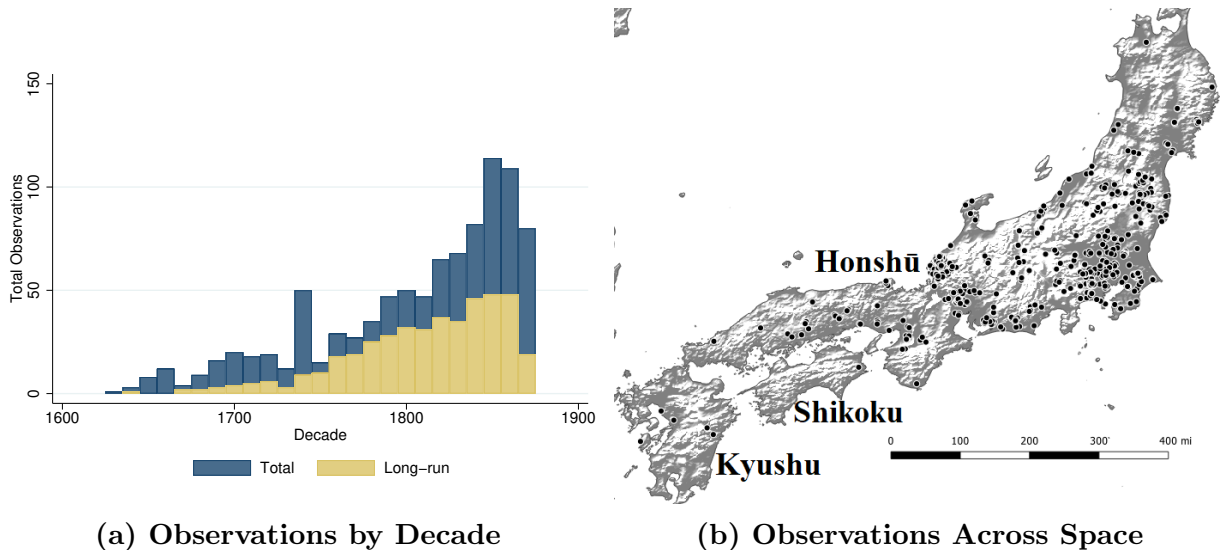 150
100
50
0
Total Observations
1600
1700
1800
1900
Decade
Total
Long-run
(a) Observations by Decade
Honshū
Shikoku
Kyushu
0
100
200
300
400 mi
(b) Observations Across Space